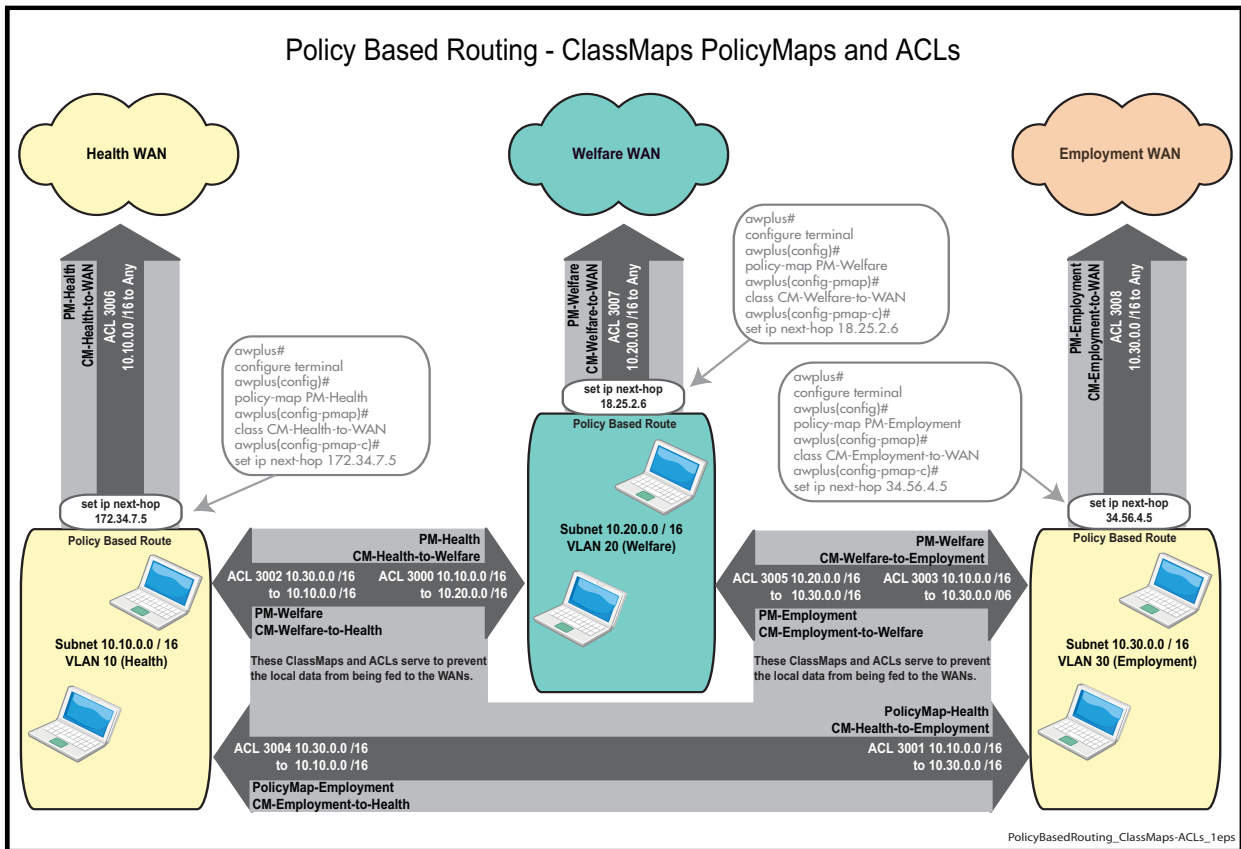 Policy Based Routing - ClassMaps PolicyMaps and ACLs
Health WAN
Welfare WAN
Employment WAN
PM-Health
CM-Health-to-WAN
ACL 3006
10.10.0.0 /16 to Any
awplus#
configure terminal
awplus(config)#
policy-map PM-Health
awplus(config-pmap)#
class CM-Health-to-WAN
awplus(config-pmap-c)#
set ip next-hop 172.34.7.5
PM-Welfare
CM-Welfare-to-WAN
ACL 3007
10.20.0.0 /16 to Any
awplus#
configure terminal
awplus(config)#
policy-map PM-Welfare
awplus(config-pmap)#
class CM-Welfare-to-WAN
awplus(config-pmap-c)#
set ip next-hop 18.25.2.6
awplus#
configure terminal
awplus(config)#
policy-map PM-Employment
awplus(config-pmap)#
class CM-Employment-to-WAN
awplus(config-pmap-c)#
set ip next-hop 34.56.4.5
PM-Employment
CM-Employment-to-WAN
ACL 3008
10.30.0.0 /16 to Any
set ip next-hop
172.34.7.5
Policy Based Route
set ip next-hop
18.25.2.6
Policy Based Route
set ip next-hop
34.56.4.5
Policy Based Route
Subnet 10.10.0.0 / 16
VLAN 10 (Health)
Subnet 10.20.0.0 / 16
VLAN 20 (Welfare)
Subnet 10.30.0.0 / 16
VLAN 30 (Employment)
PM-Health
CM-Health-to-Welfare
ACL 3002 10.30.0.0 /16
to 10.10.0.0 /16
ACL 3000 10.10.0.0 /16
to 10.20.0.0 /16
PM-Welfare
CM-Welfare-to-Health
These ClassMaps and ACLs serve to prevent
the local data from being fed to the WANs.
PM-Welfare
CM-Welfare-to-Employment
ACL 3005 10.20.0.0 /16
to 10.30.0.0 /16
ACL 3003 10.10.0.0 /16
to 10.30.0.0 /06
PM-Employment
CM-Employment-to-Welfare
These ClassMaps and ACLs serve to prevent
the local data from being fed to the WANs.
PolicyMap-Health
CM-Health-to-Employment
ACL 3004 10.30.0.0 /16
to 10.10.0.0 /16
ACL 3001 10.10.0.0 /16
to 10.30.0.0 /16
PolicyMap-Employment
CM-Employment-to-Health
PolicyBasedRouting_ClassMaps-ACLs_1eps